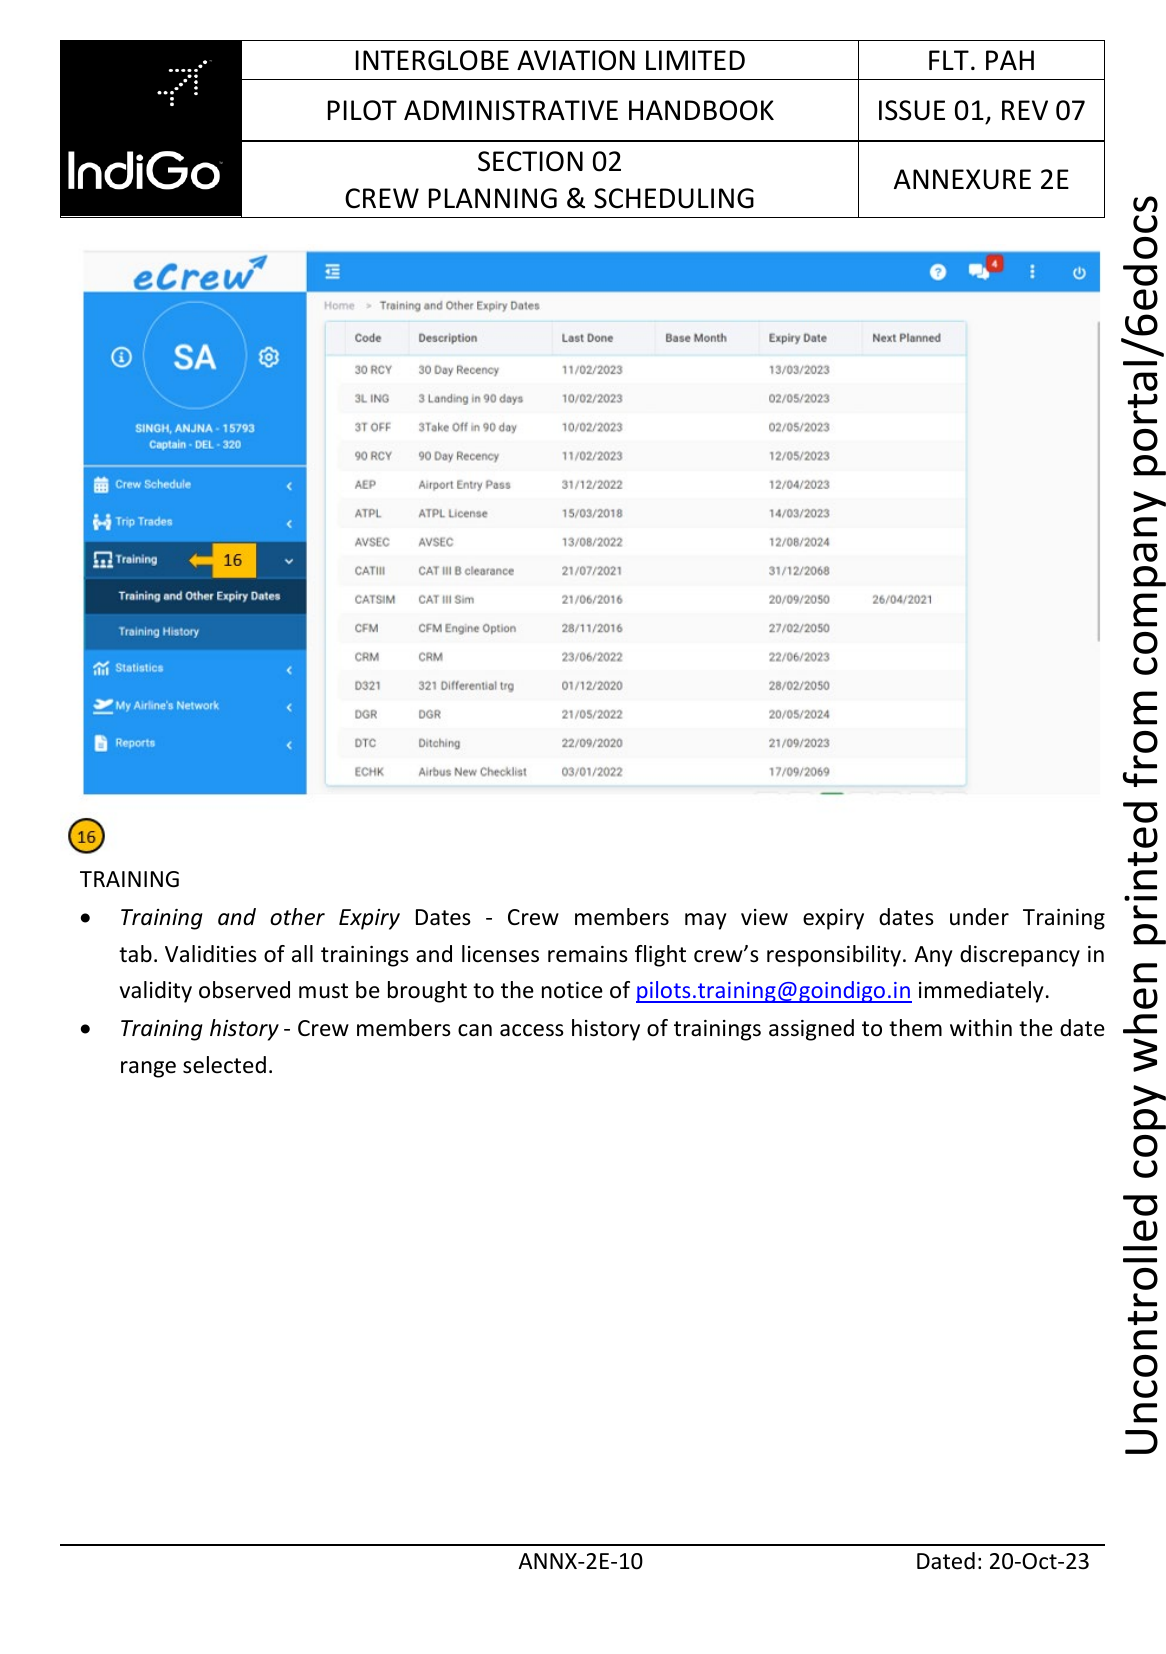 INTERGLOBE AVIATION LIMITED
FLT. PAH
PILOT ADMINISTRATIVE HANDBOOK
ISSUE 01, REV 07
IndiGo
SECTION 02
CREW PLANNING & SCHEDULING
ANNEXURE 2E
eCrew
? 4
Home > Training and Other Expiry Dates
SA
SINGH, ANJNA - 15793
Captain - DEL - 320
Crew Schedule
Trip Trades
Training
16
Training and Other Expiry Dates
Training History
Statistics
My Airline's Network
Reports
Code Description Last Done Base Month Expiry Date Next Planned
30 RCY 30 Day Recency 11/02/2023 13/03/2023
3L ING 3 Landing in 90 days 10/02/2023 02/05/2023
3T OFF 3Take Off in 90 day 10/02/2023 02/05/2023
90 RCY 90 Day Recency 11/02/2023 12/05/2023
AEP Airport Entry Pass 31/12/2022 12/04/2023
ATPL ATPL License 15/03/2018 14/03/2023
AVSEC AVSEC 13/08/2022 12/08/2024
CATIII CAT III B clearance 21/07/2021 31/12/2068
CATSIM CAT III Sim 21/06/2016 20/09/2050 26/04/2021
CFM CFM Engine Option 28/11/2016 27/02/2050
CRM CRM 23/06/2022 22/06/2023
D321 321 Differential trg 01/12/2020 28/02/2050
DGR DGR 21/05/2022 20/05/2024
DTC Ditching 22/09/2020 21/09/2023
ECHK Airbus New Checklist 03/01/2022 17/09/2069
16
TRAINING
• Training and other Expiry Dates - Crew members may view expiry dates under Training
tab. Validities of all trainings and licenses remains flight crew’s responsibility. Any discrepancy in
validity observed must be brought to the notice of pilots.training@goindigo.in immediately.
• Training history - Crew members can access history of trainings assigned to them within the date
range selected.
ANNX-2E-10
Dated: 20-Oct-23
Uncontrolled copy when printed from company portal/6edocs